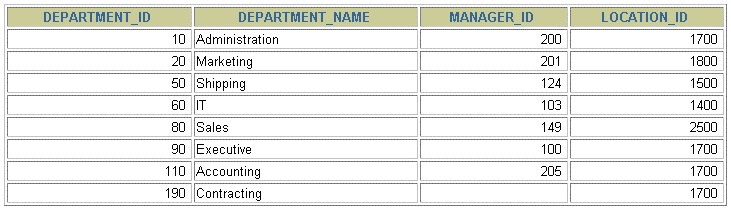 DEPARTMENT_ID DEPARTMENT_NAME MANAGER_ID LOCATION_ID
10 Administration 200 1700
20 Marketing 201 1800
50 Shipping 124 1500
60 IT 103 1400
80 Sales 149 2500
90 Executive 100 1700
110 Accounting 205 1700
190 Contracting 1700